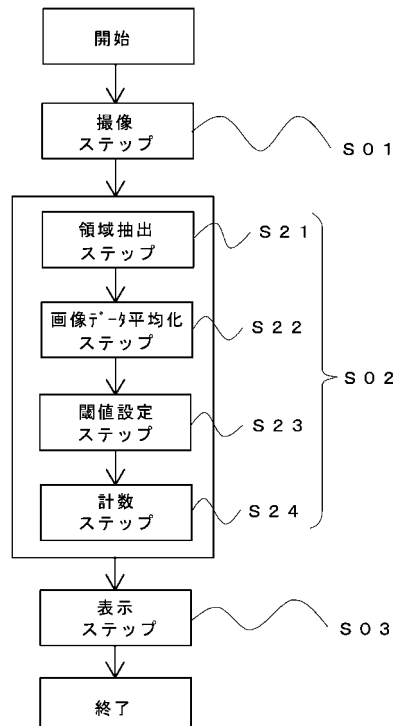 開始
撮像
ステップ
S01
領域抽出
ステップ
S21
画像ﾃﾞｰﾀ平均化
ステップ
S22
S02
閾値設定
ステップ
S23
計数
ステップ
S24
表示
ステップ
S03
終了